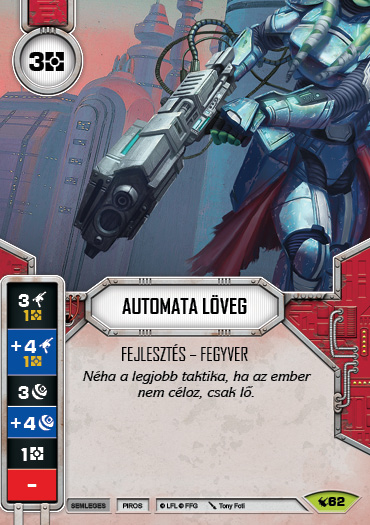 3
AUTOMATA LÖVEG
FEJLESZTÉS – FEGYVER
Néha a legjobb taktika, ha az ember
nem céloz, csak lő.
3
1
+4
1
3
+4
1
–
SEMLEGES PIROS © LFL © FFG Tony Foti 62